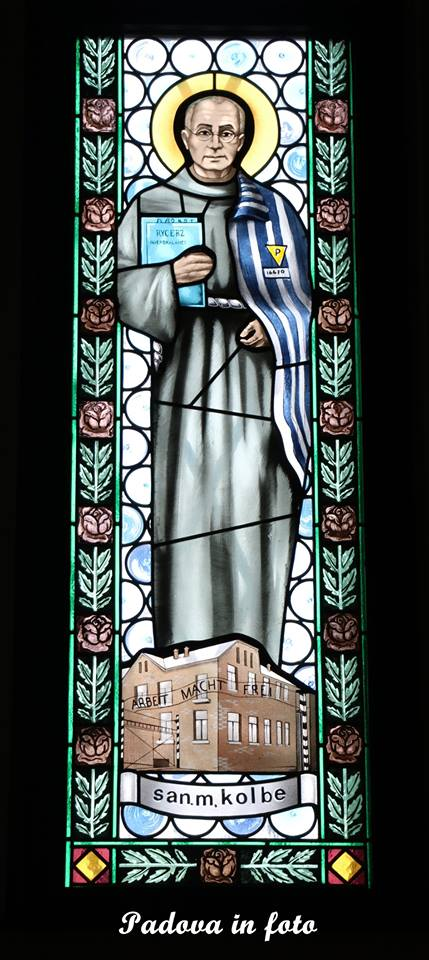 RYCERZ
NIEPOKALANEJ
P
16670
ARBEIT MACHT FREI
san.m.kolbe
Padova in foto